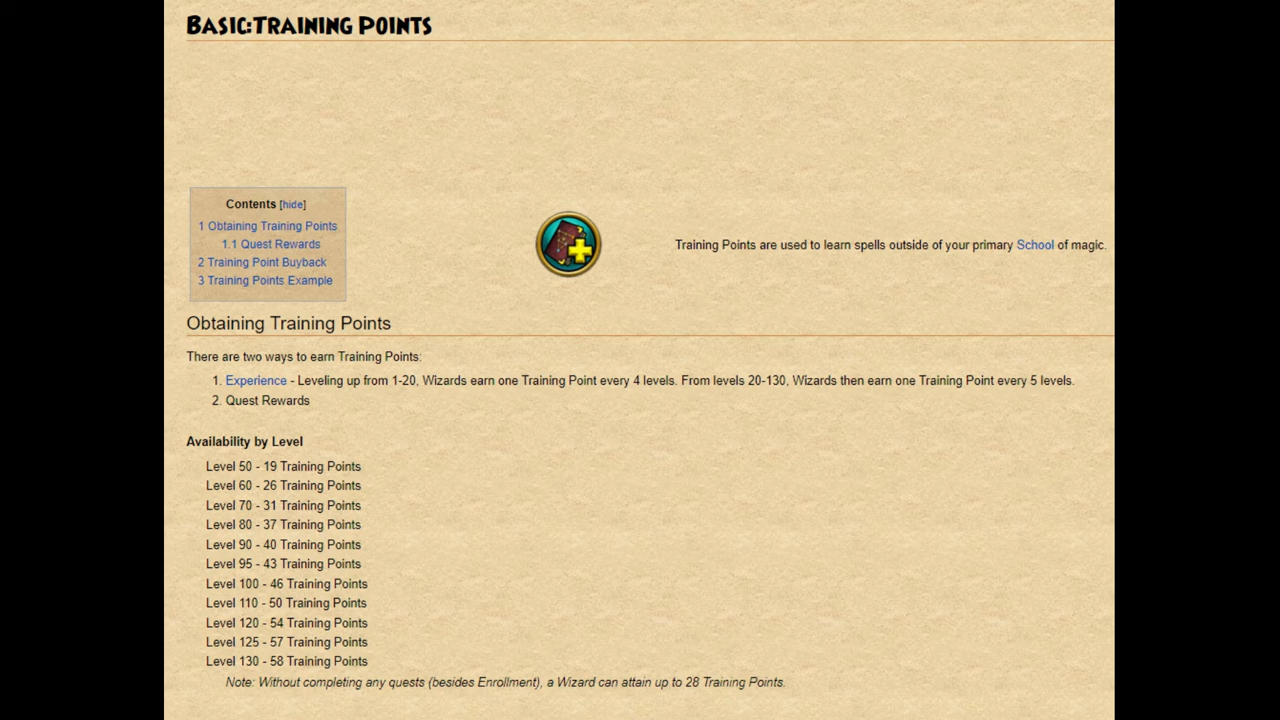 BASIC:TRAINING POINTS
Contents [hide]
1 Obtaining Training Points
1.1 Quest Rewards
2 Training Point Buyback
3 Training Points Example
Training Points are used to learn spells outside of your primary School of magic.
Obtaining Training Points
There are two ways to earn Training Points:
1. Experience - Leveling up from 1-20, Wizards earn one Training Point every 4 levels. From levels 20-130, Wizards then earn one Training Point every 5 levels.
2. Quest Rewards
Availability by Level
Level 50 - 19 Training Points
Level 60 - 26 Training Points
Level 70 - 31 Training Points
Level 80 - 37 Training Points
Level 90 - 40 Training Points
Level 95 - 43 Training Points
Level 100 - 46 Training Points
Level 110 - 50 Training Points
Level 120 - 54 Training Points
Level 125 - 57 Training Points
Level 130 - 58 Training Points
Note: Without completing any quests (besides Enrollment), a Wizard can attain up to 28 Training Points.